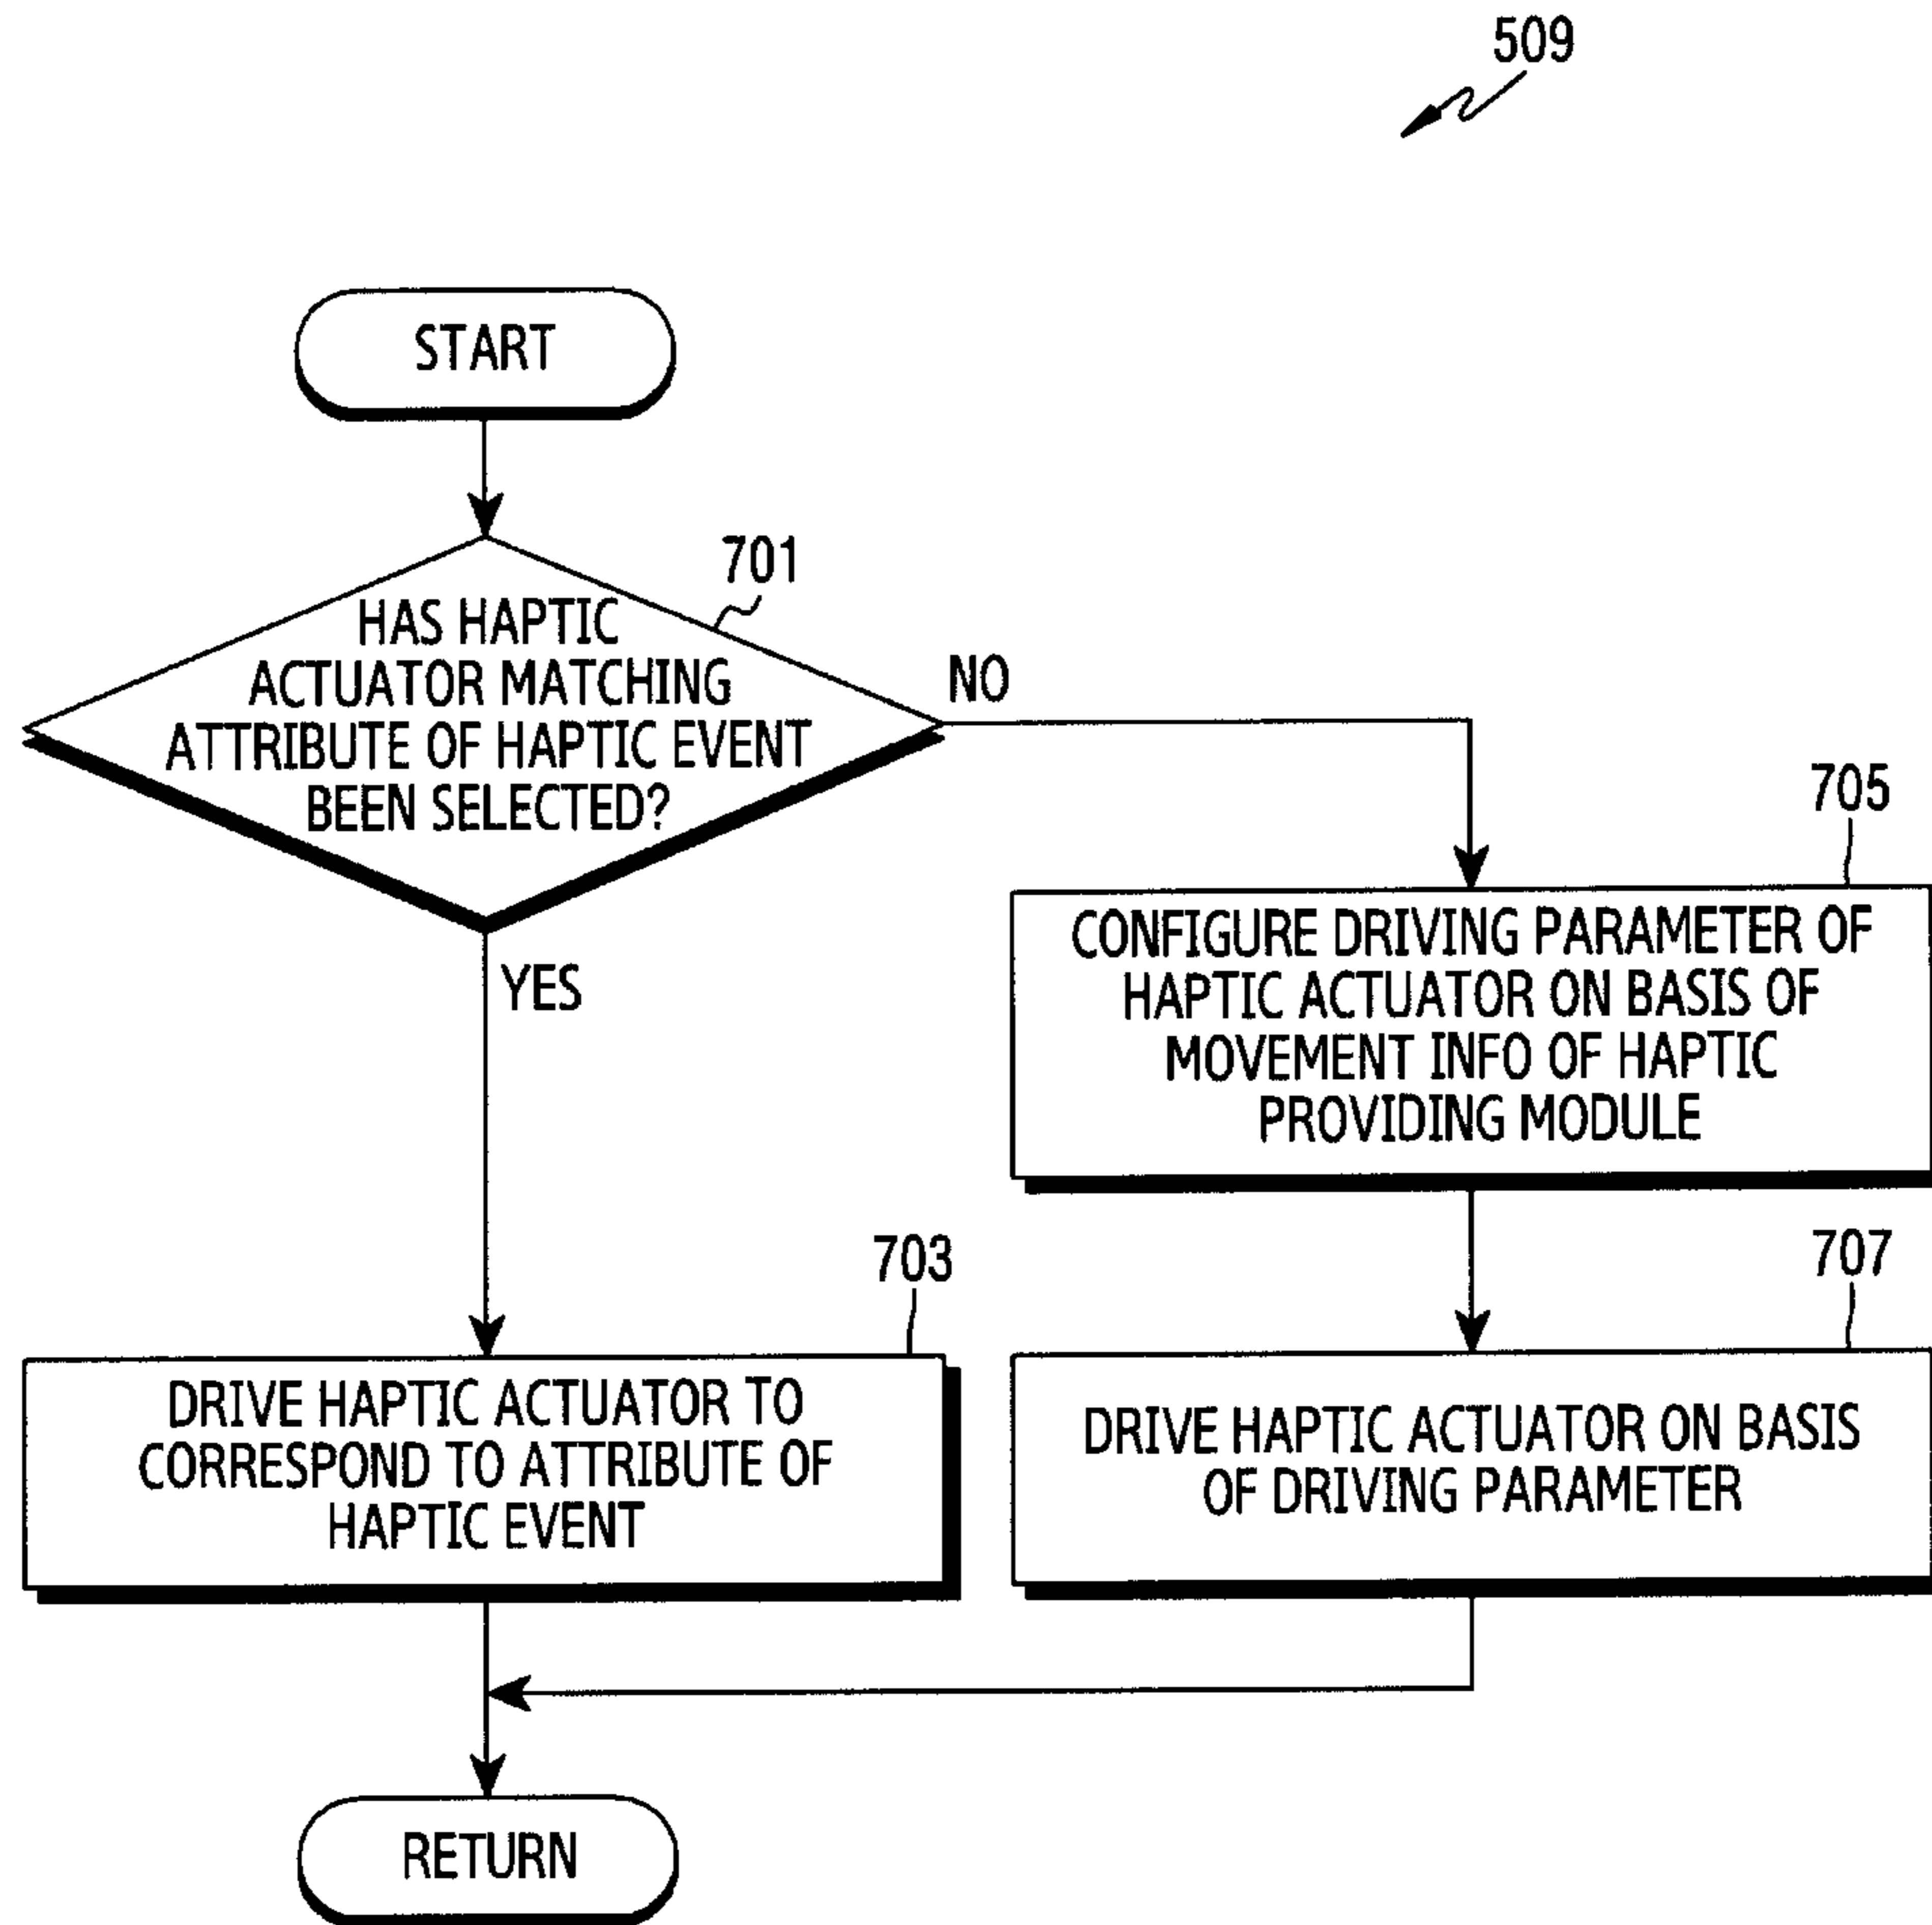 509
START
701
HAS HAPTIC
ACTUATOR MATCHING
ATTRIBUTE OF HAPTIC EVENT
BEEN SELECTED?
NO
YES
705
CONFIGURE DRIVING PARAMETER OF
HAPTIC ACTUATOR ON BASIS OF
MOVEMENT INFO OF HAPTIC
PROVIDING MODULE
703
DRIVE HAPTIC ACTUATOR TO
CORRESPOND TO ATTRIBUTE OF
HAPTIC EVENT
707
DRIVE HAPTIC ACTUATOR ON BASIS
OF DRIVING PARAMETER
RETURN